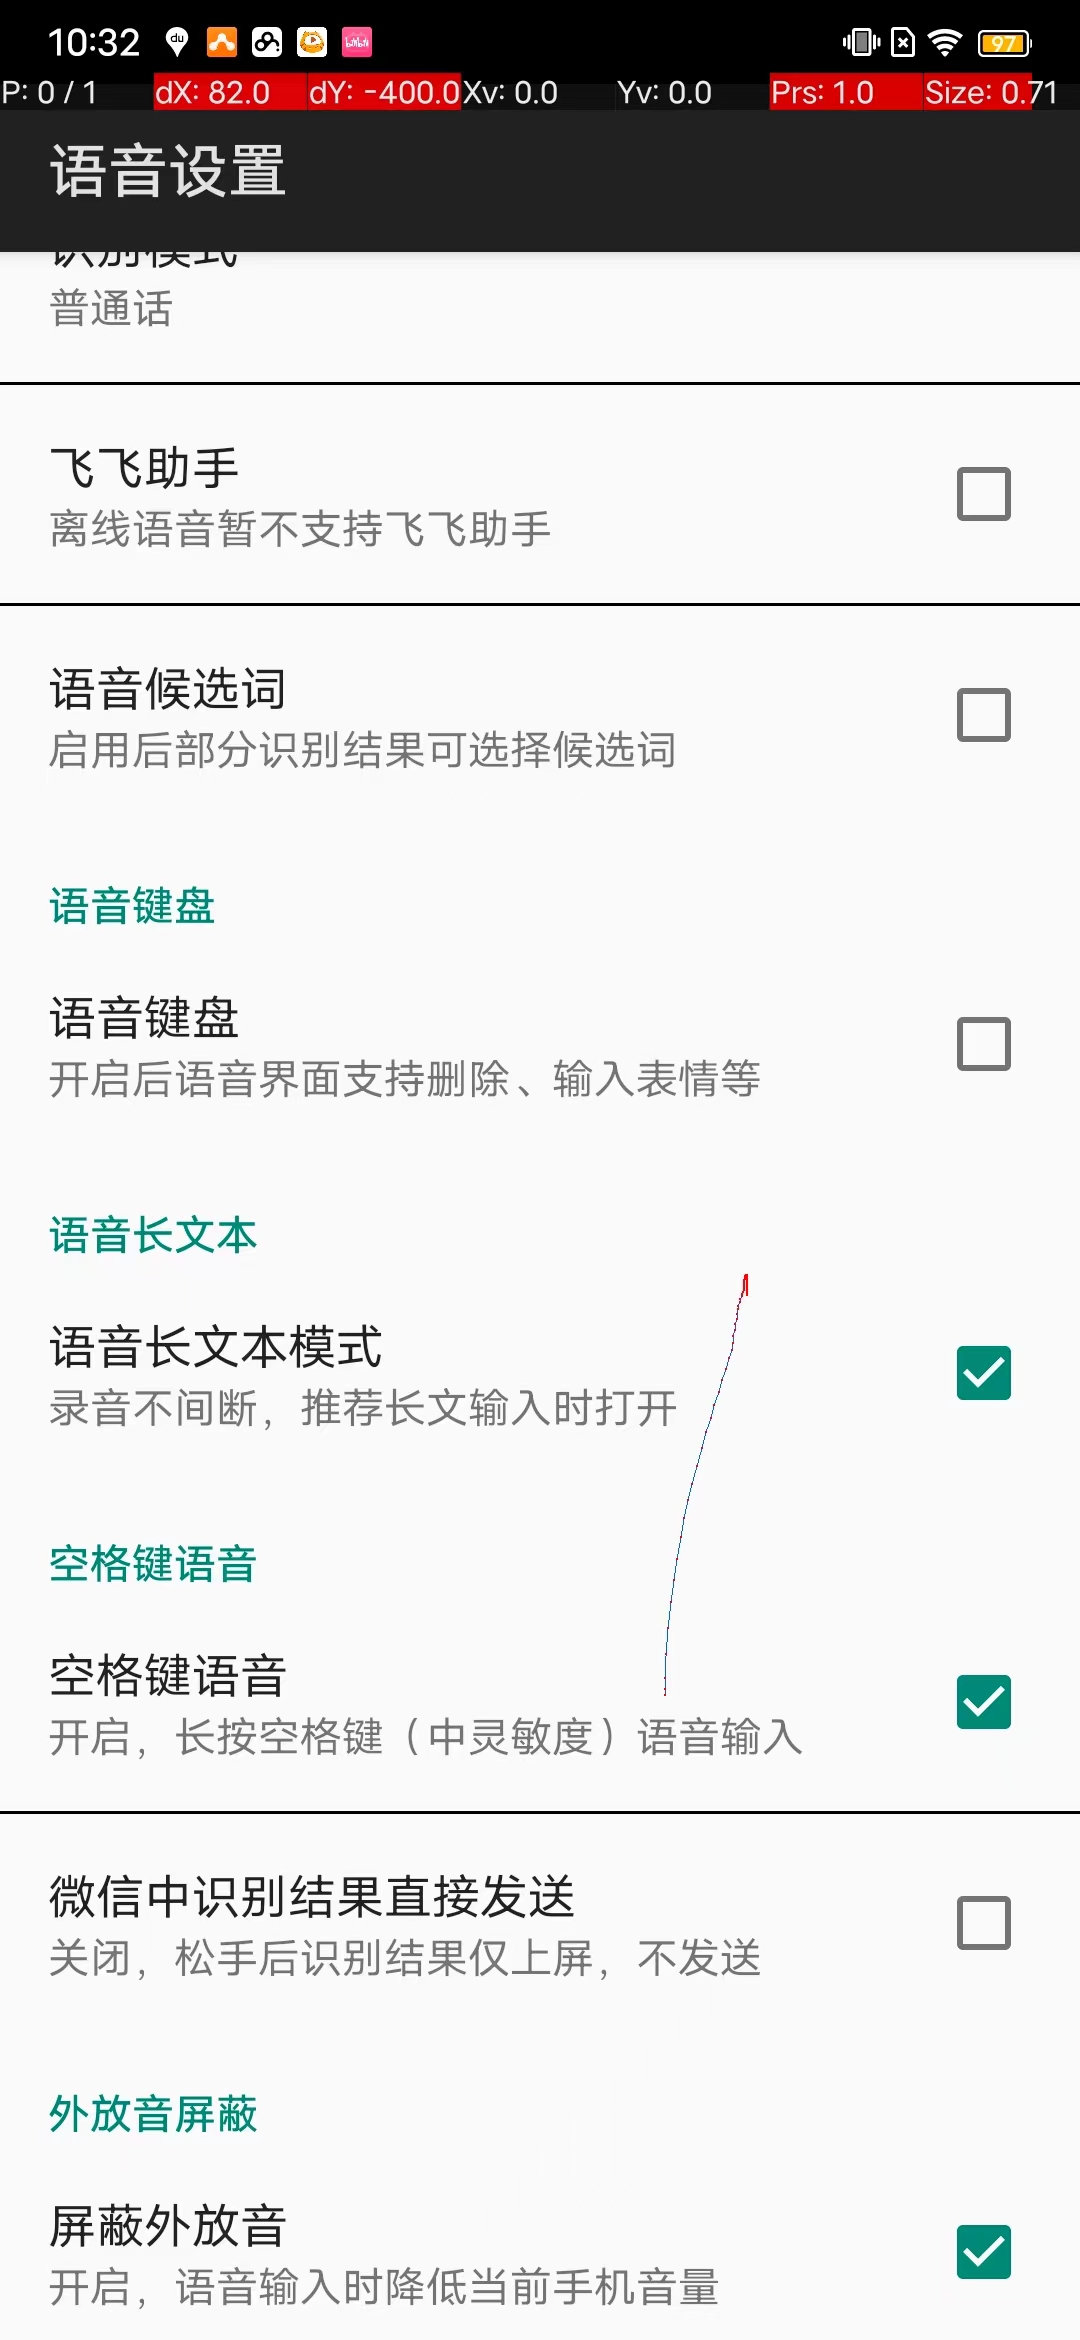 10:32
97
P: 0 / 1 dX: 82.0 dY: -400.0 Xv: 0.0 Yv: 0.0 Prs: 1.0 Size: 0.71
语音设置
识别模式
普通话
飞飞助手
离线语音暂不支持飞飞助手
语音候选词
启用后部分识别结果可选择候选词
语音键盘
语音键盘
开启后语音界面支持删除、输入表情等
语音长文本
语音长文本模式
录音不间断，推荐长文输入时打开
空格键语音
空格键语音
开启，长按空格键（中灵敏度）语音输入
微信中识别结果直接发送
关闭，松手后识别结果仅上屏，不发送
外放音屏蔽
屏蔽外放音
开启，语音输入时降低当前手机音量